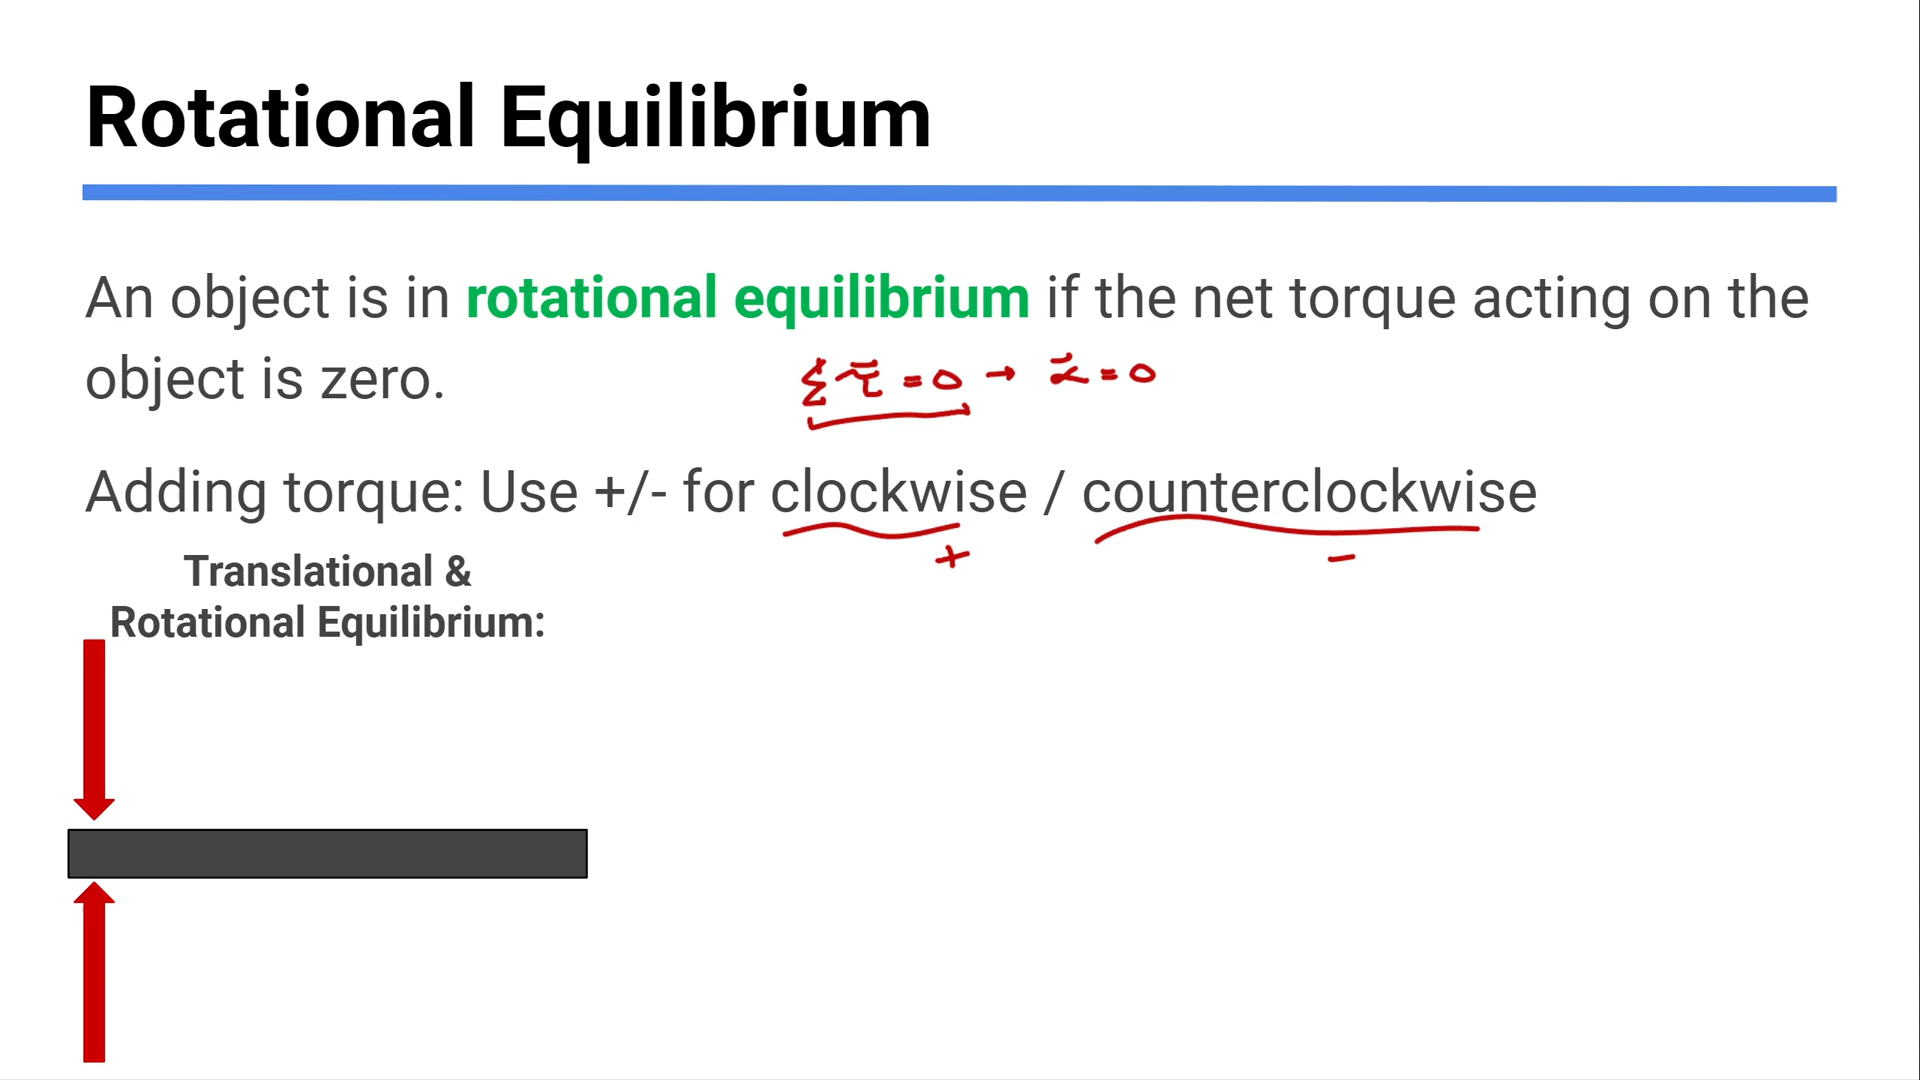 Rotational Equilibrium
An object is in rotational equilibrium if the net torque acting on the
object is zero.
Σ τ⃗ = 0 → α⃗ = 0
Adding torque: Use +/- for clockwise / counterclockwise
+ −
Translational &
Rotational Equilibrium: